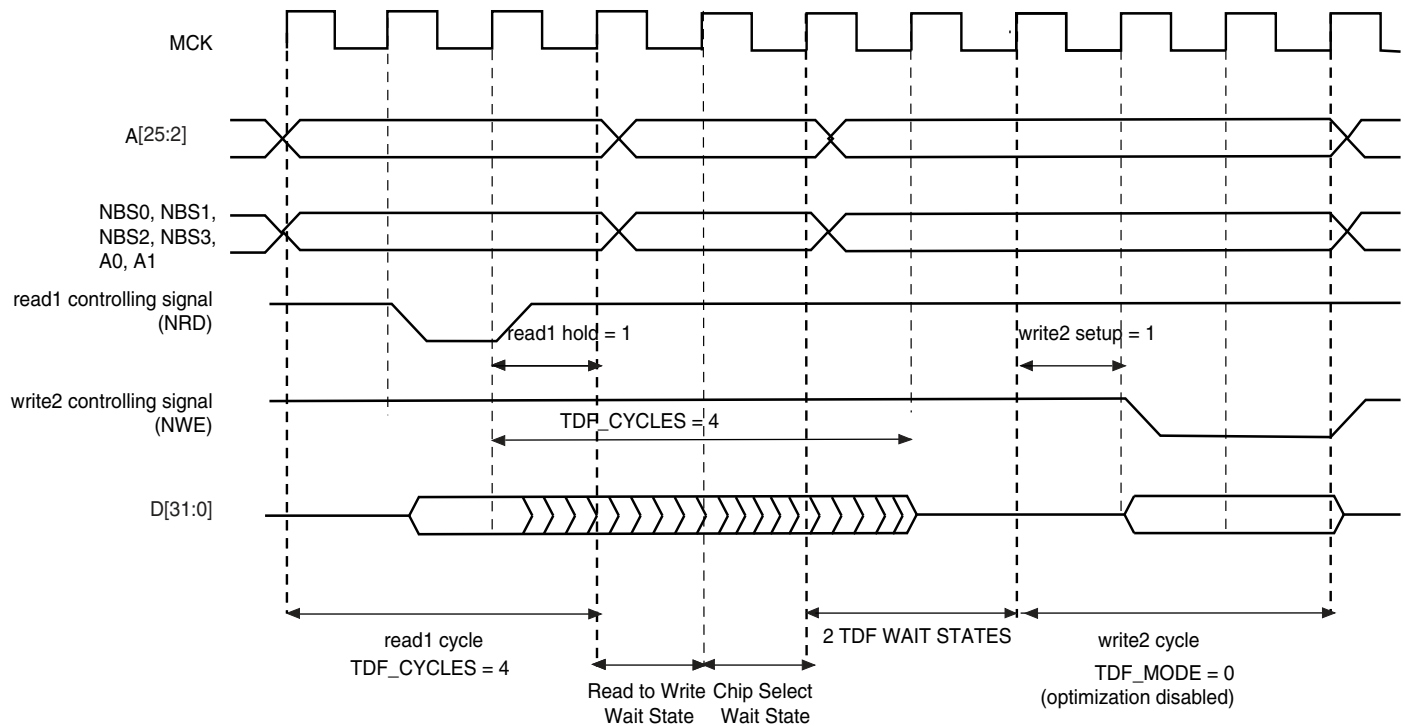 MCK
A[25:2]
NBS0, NBS1,
NBS2, NBS3,
A0, A1
read1 controlling signal
(NRD)
read1 hold = 1
write2 setup = 1
write2 controlling signal
(NWE)
TDF_CYCLES = 4
D[31:0]
read1 cycle
TDF_CYCLES = 4
2 TDF WAIT STATES
write2 cycle
TDF_MODE = 0
(optimization disabled)
Read to Write
Wait State
Chip Select
Wait State